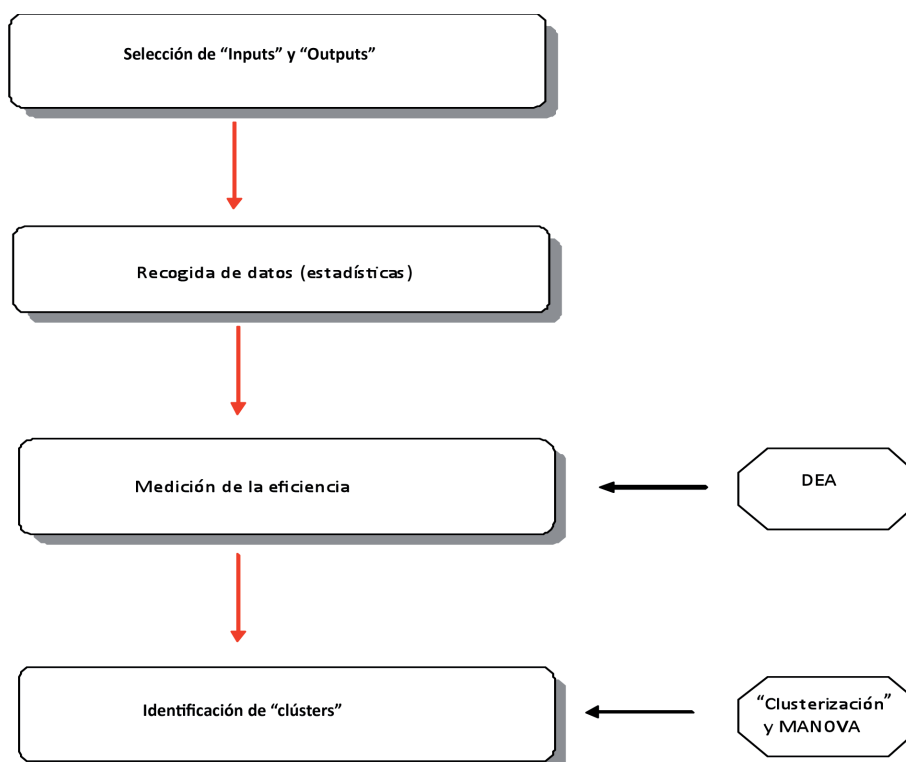 Selección de “Inputs” y “Outputs”
Recogida de datos (estadísticas)
Medición de la eficiencia
DEA
Identificación de “clústers”
“Clusterización”
y MANOVA